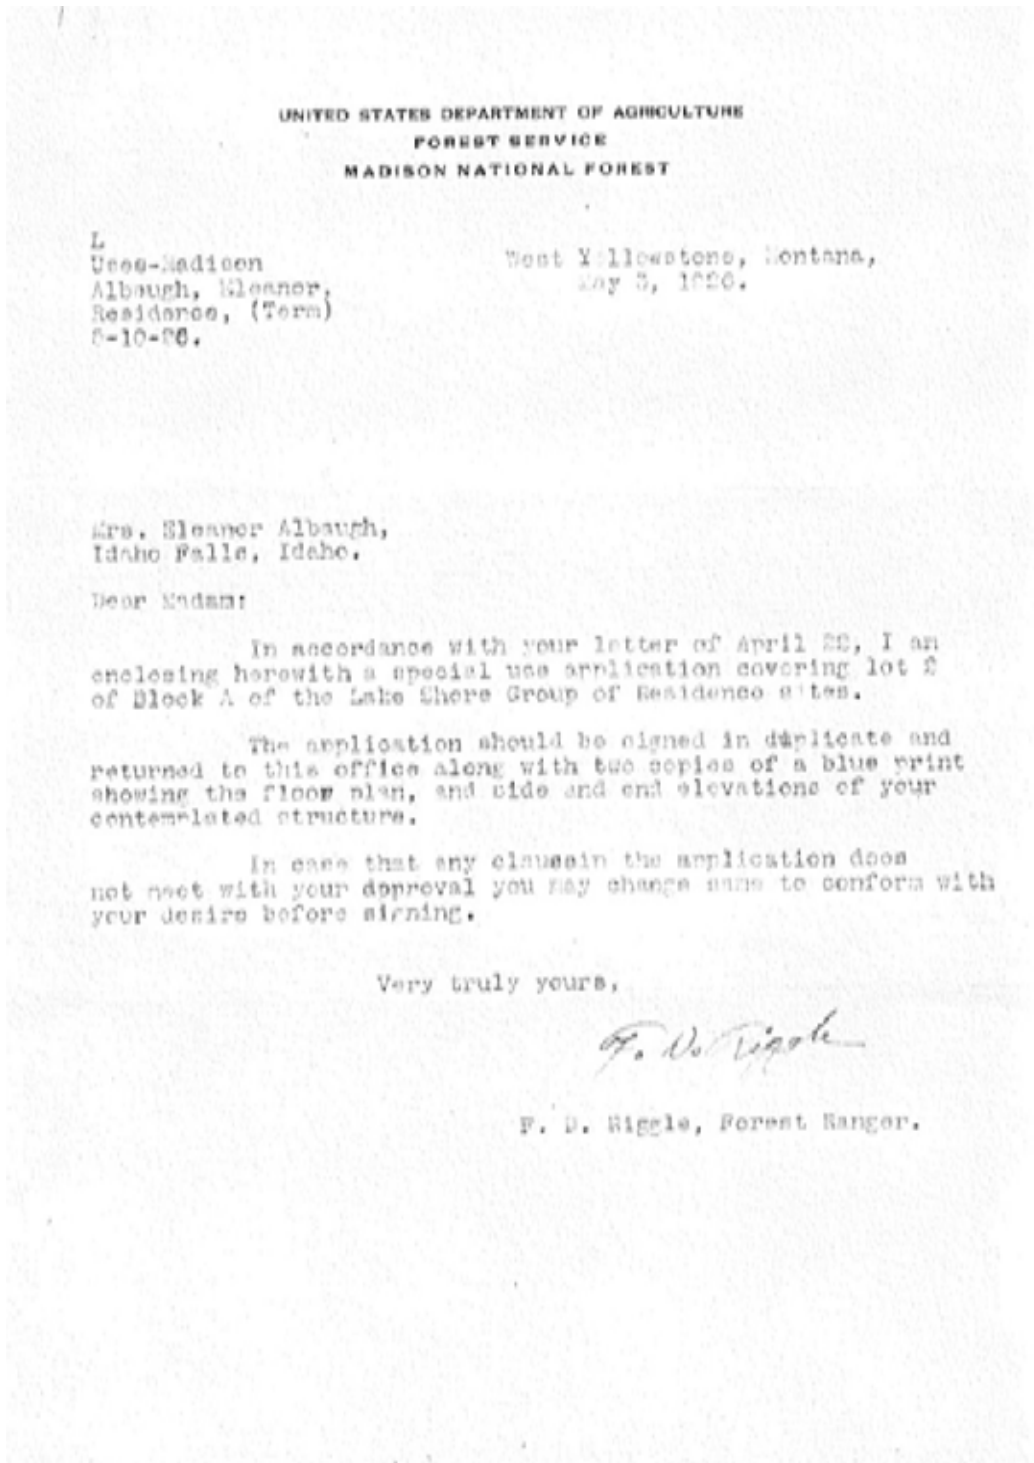 UNITED STATES DEPARTMENT OF AGRICULTURE
FOREST SERVICE
MADISON NATIONAL FOREST
L
Uses-Madison
Albaugh, Eleanor,
Residence, (Term)
West Yellowstone, Montana,
May
Mrs. Eleanor Albaugh,
Idaho Falls, Idaho.
Dear Madam:
In accordance with your letter of April I am
enclosing herewith a special use application covering lot 2
of Block A of the Lake Shore Group of Residence sites.
The application should be signed in duplicate and
returned to this office along with two copies of a blue print
showing the floor plan, and side and end elevations of your
contemplated structure.
In case that any clausein the application does
not meet with your dpproval you may change same to conform with
your desire before signing.
Very truly yours,
F. D. Riggle
F. D. Riggle, Forest Ranger.